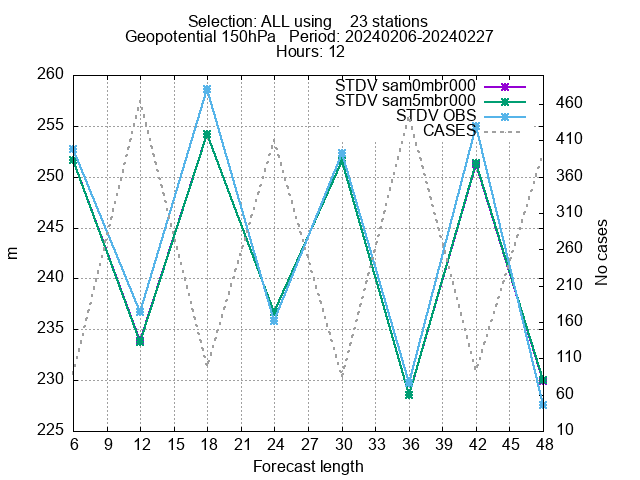 Selection: ALL using 23 stations
Geopotential 150hPa Period: 20240206-20240227
Hours: 12
STDV sam0mbr000
STDV sam5mbr000
STDV OBS
CASES
260
255
250
245
240
235
230
225
m
460
410
360
310
260
210
160
110
60
10
No cases
6 9 12 15 18 21 24 27 30 33 36 39 42 45 48
Forecast length